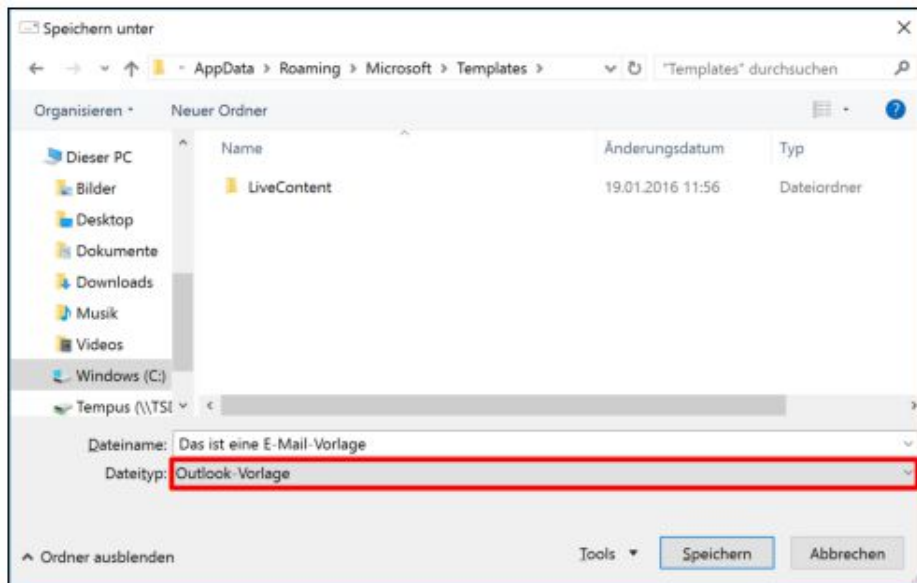 Speichern unter
AppData > Roaming > Microsoft > Templates >
"Templates" durchsuchen
Organisieren
Neuer Ordner
Name
Änderungsdatum
Typ
Dieser PC
Bilder
LiveContent
19.01.2016 11:56
Dateiordner
Desktop
Dokumente
Downloads
Musik
Videos
Windows (C:)
Tempus (\\TSI
Dateiname: Das ist eine E-Mail-Vorlage
Dateityp: Outlook-Vorlage
Ordner ausblenden
Tools
Speichern
Abbrechen